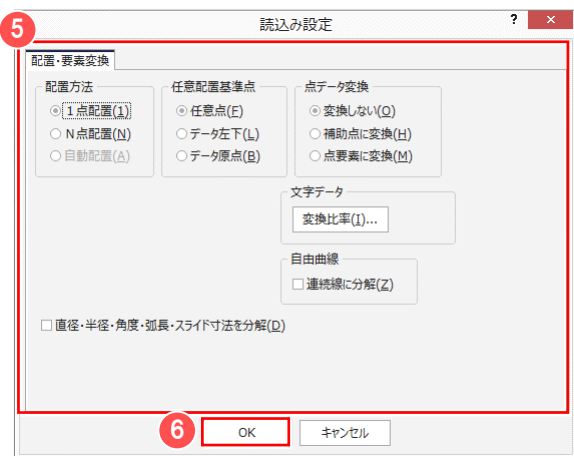 5
読込み設定
?
×
配置・要素変換
配置方法
1点配置(1)
N点配置(N)
自動配置(A)
任意配置基準点
任意点(F)
データ左下(L)
データ原点(B)
点データ変換
変換しない(O)
補助点に変換(H)
点要素に変換(M)
文字データ
変換比率(I)...
自由曲線
連続線に分解(Z)
直径・半径・角度・弧長・スライド寸法を分解(D)
6
OK
キャンセル